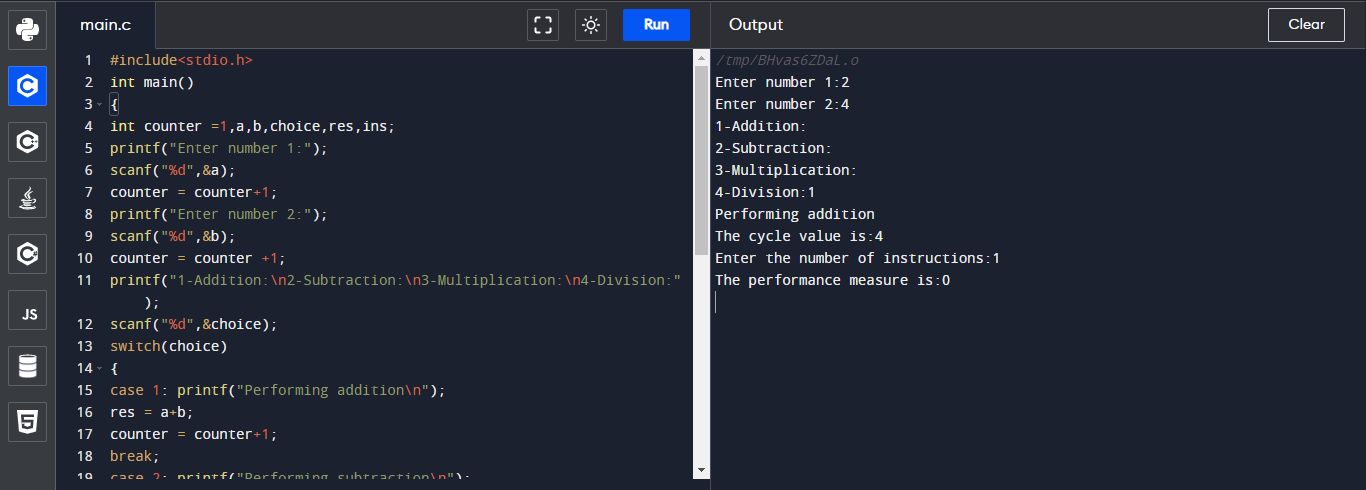 main.c
Run
Output
Clear
1 #include<stdio.h>
2 int main()
3 {
4 int counter =1,a,b,choice,res,ins;
5 printf("Enter number 1:");
6 scanf("%d",&a);
7 counter = counter+1;
8 printf("Enter number 2:");
9 scanf("%d",&b);
10 counter = counter +1;
11 printf("1-Addition:\n2-Subtraction:\n3-Multiplication:\n4-Division:"
);
12 scanf("%d",&choice);
13 switch(choice)
14 {
15 case 1: printf("Performing addition\n");
16 res = a+b;
17 counter = counter+1;
18 break;
19 case 2: printf("Performing subtraction\n");
/tmp/BHvas6ZDaL.o
Enter number 1:2
Enter number 2:4
1-Addition:
2-Subtraction:
3-Multiplication:
4-Division:1
Performing addition
The cycle value is:4
Enter the number of instructions:1
The performance measure is:0
JS